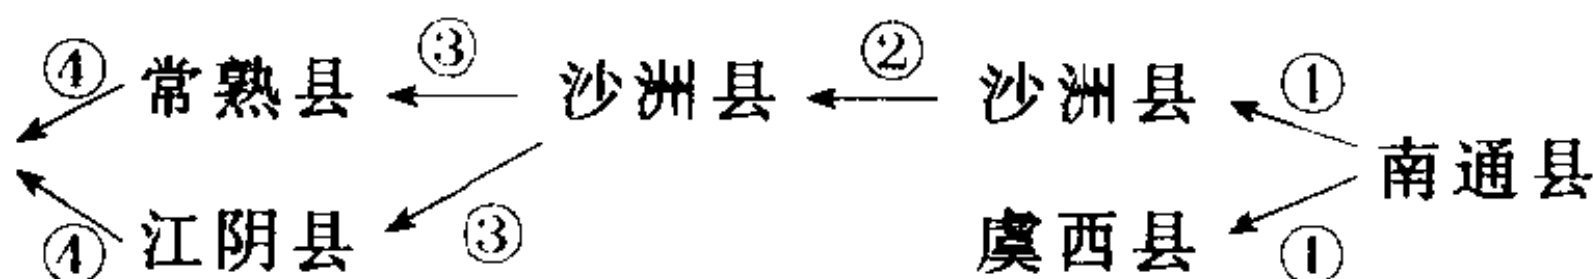 ④ 常熟县 ③ 沙洲县 ② 沙洲县 ①
南通县
④ 江阴县 ③ 虞西县 ①